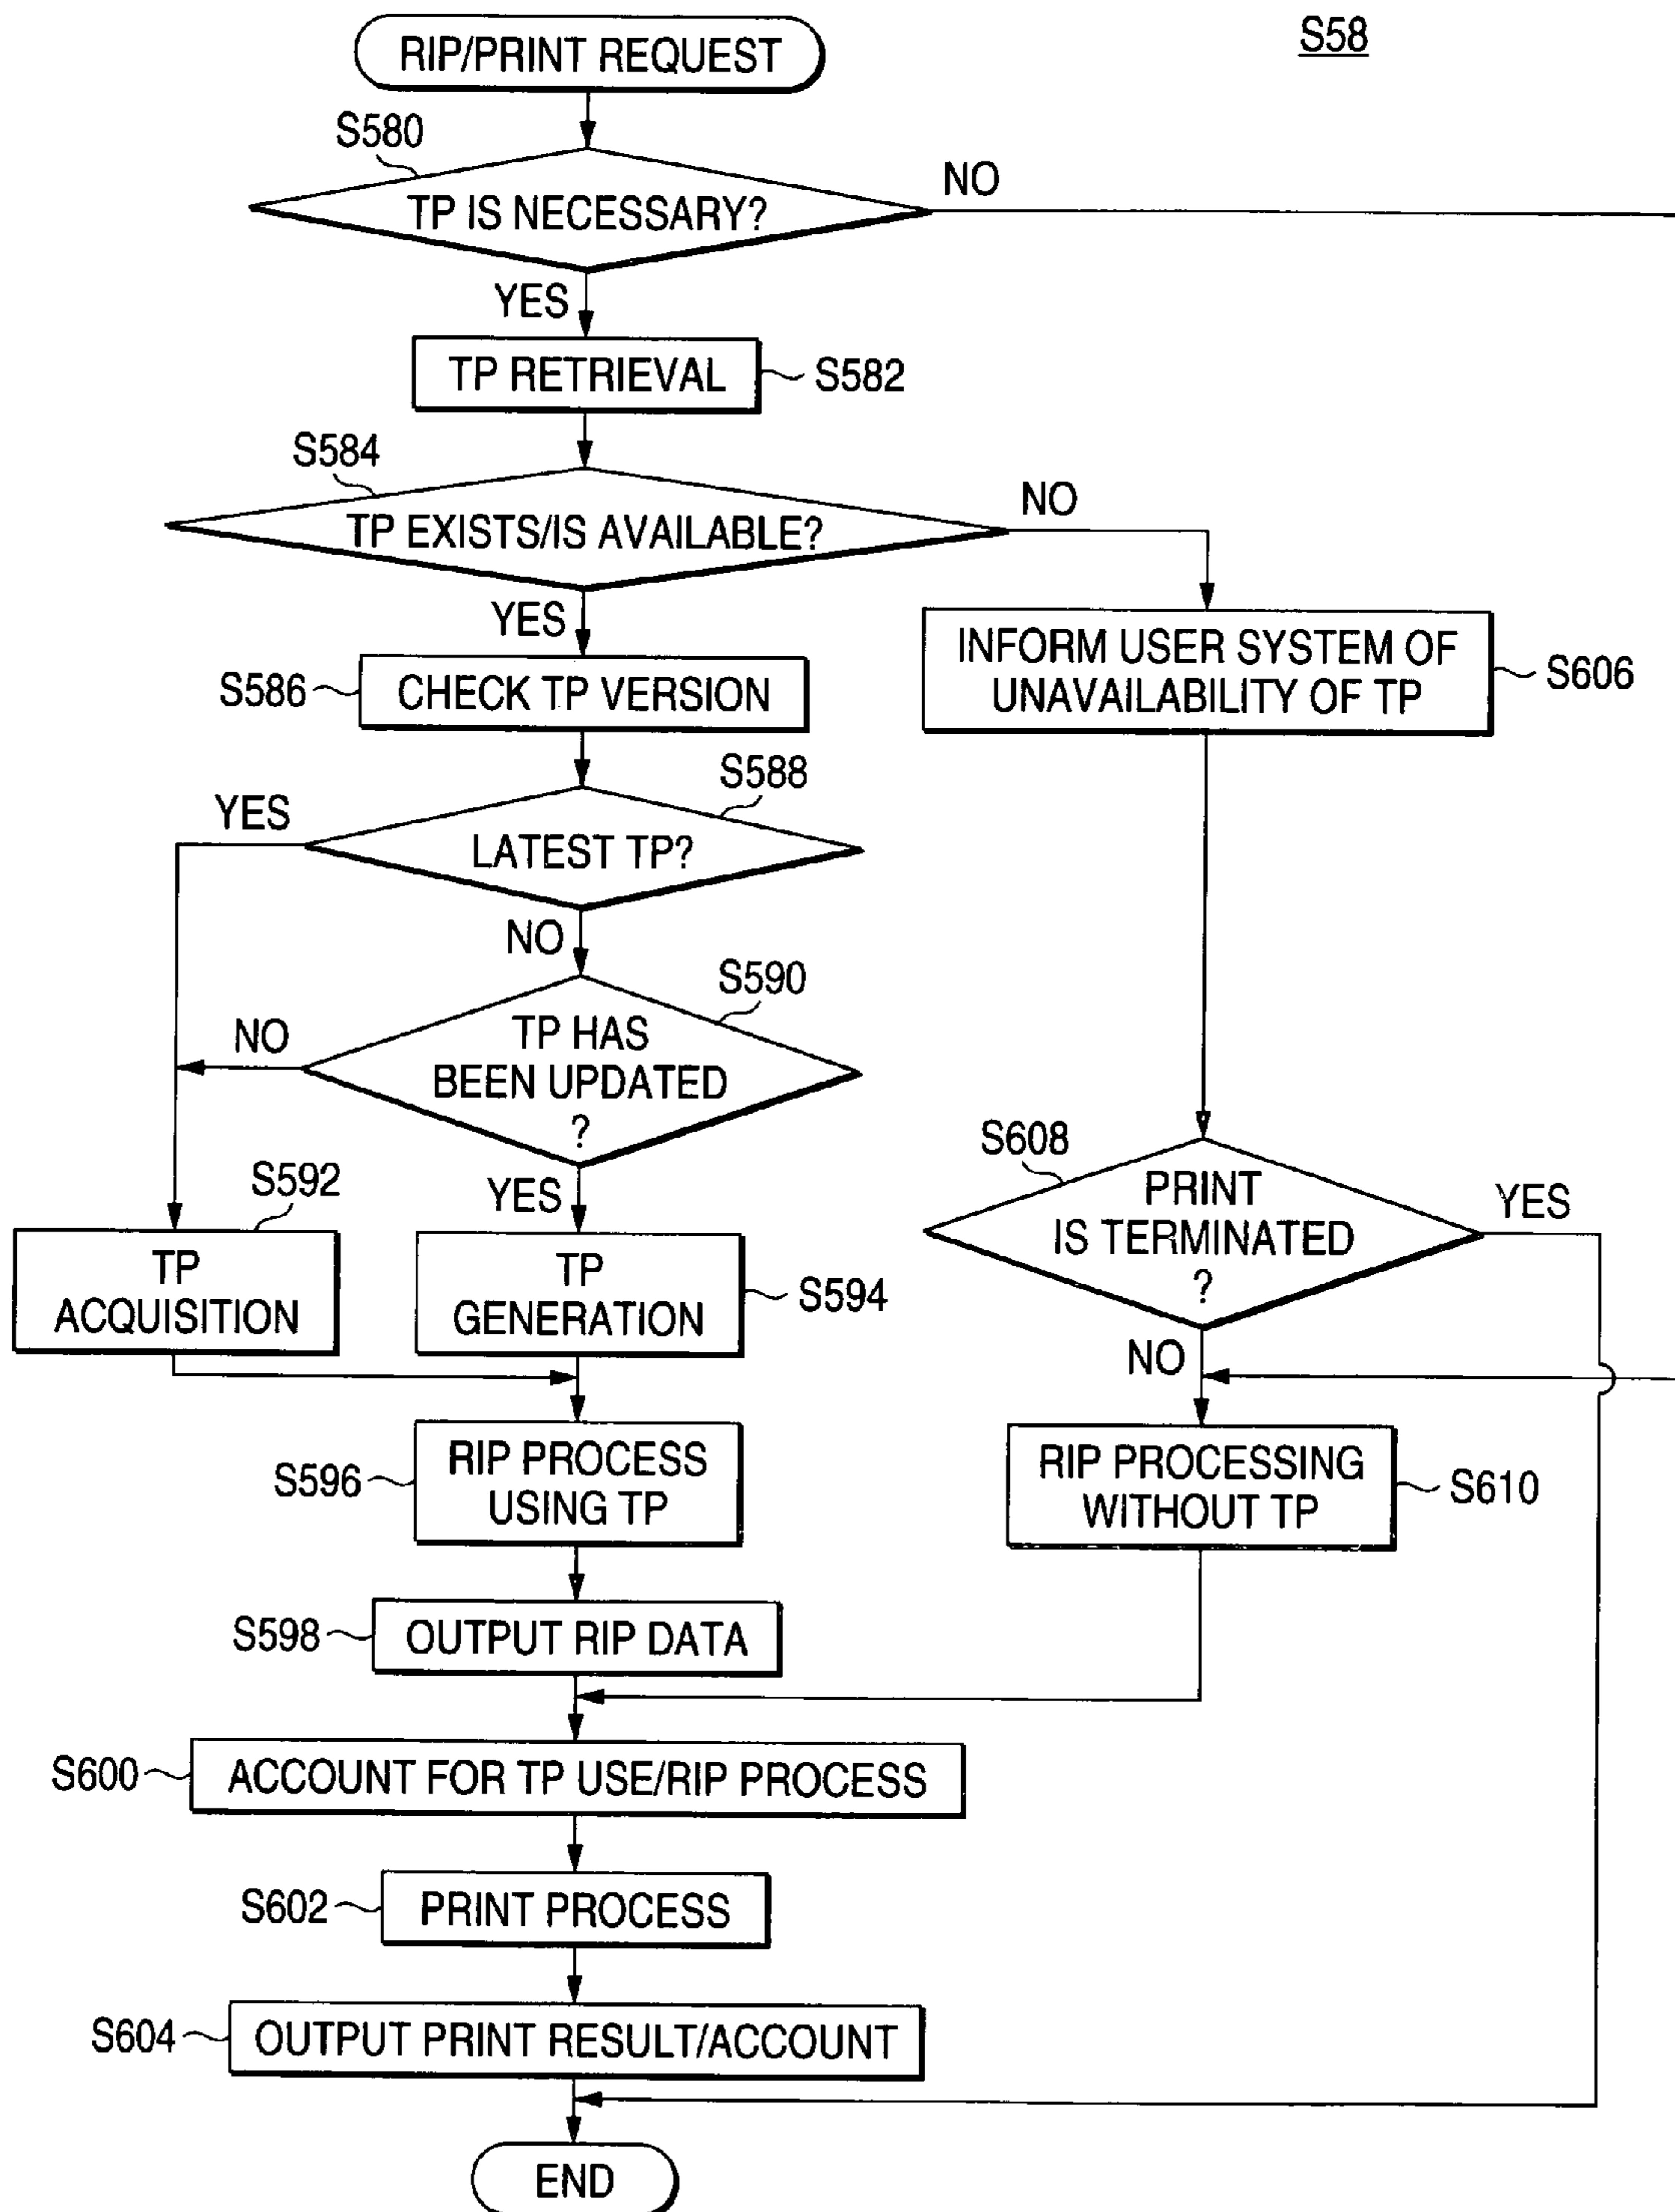 S58
RIP/PRINT REQUEST
S580
TP IS NECESSARY?
NO
YES
TP RETRIEVAL
S582
S584
TP EXISTS/IS AVAILABLE?
NO
YES
S586
CHECK TP VERSION
INFORM USER SYSTEM OF
UNAVAILABILITY OF TP
S606
S588
YES
LATEST TP?
NO
S590
NO
TP HAS
BEEN UPDATED
?
S592
YES
TP
ACQUISITION
TP
GENERATION
S594
S608
PRINT
IS TERMINATED
?
YES
NO
S596
RIP PROCESS
USING TP
RIP PROCESSING
WITHOUT TP
S610
S598
OUTPUT RIP DATA
S600
ACCOUNT FOR TP USE/RIP PROCESS
S602
PRINT PROCESS
S604
OUTPUT PRINT RESULT/ACCOUNT
END